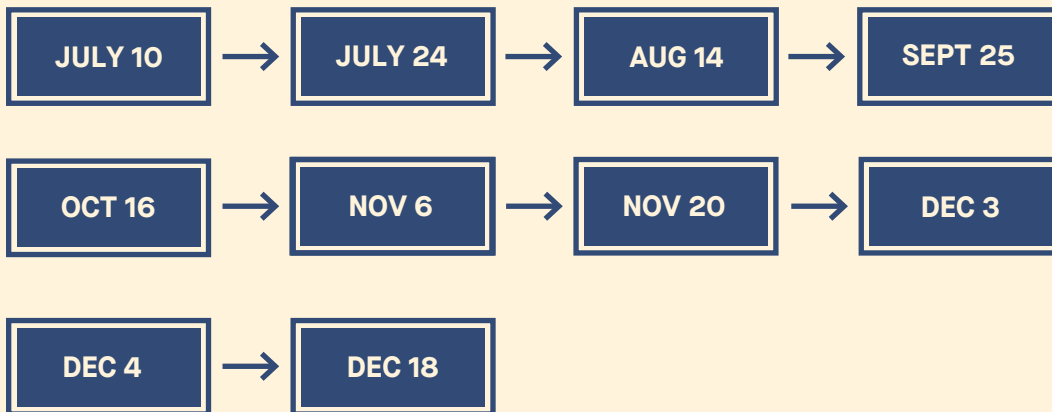 JULY 10
JULY 24
AUG 14
SEPT 25
OCT 16
NOV 6
NOV 20
DEC 3
DEC 4
DEC 18